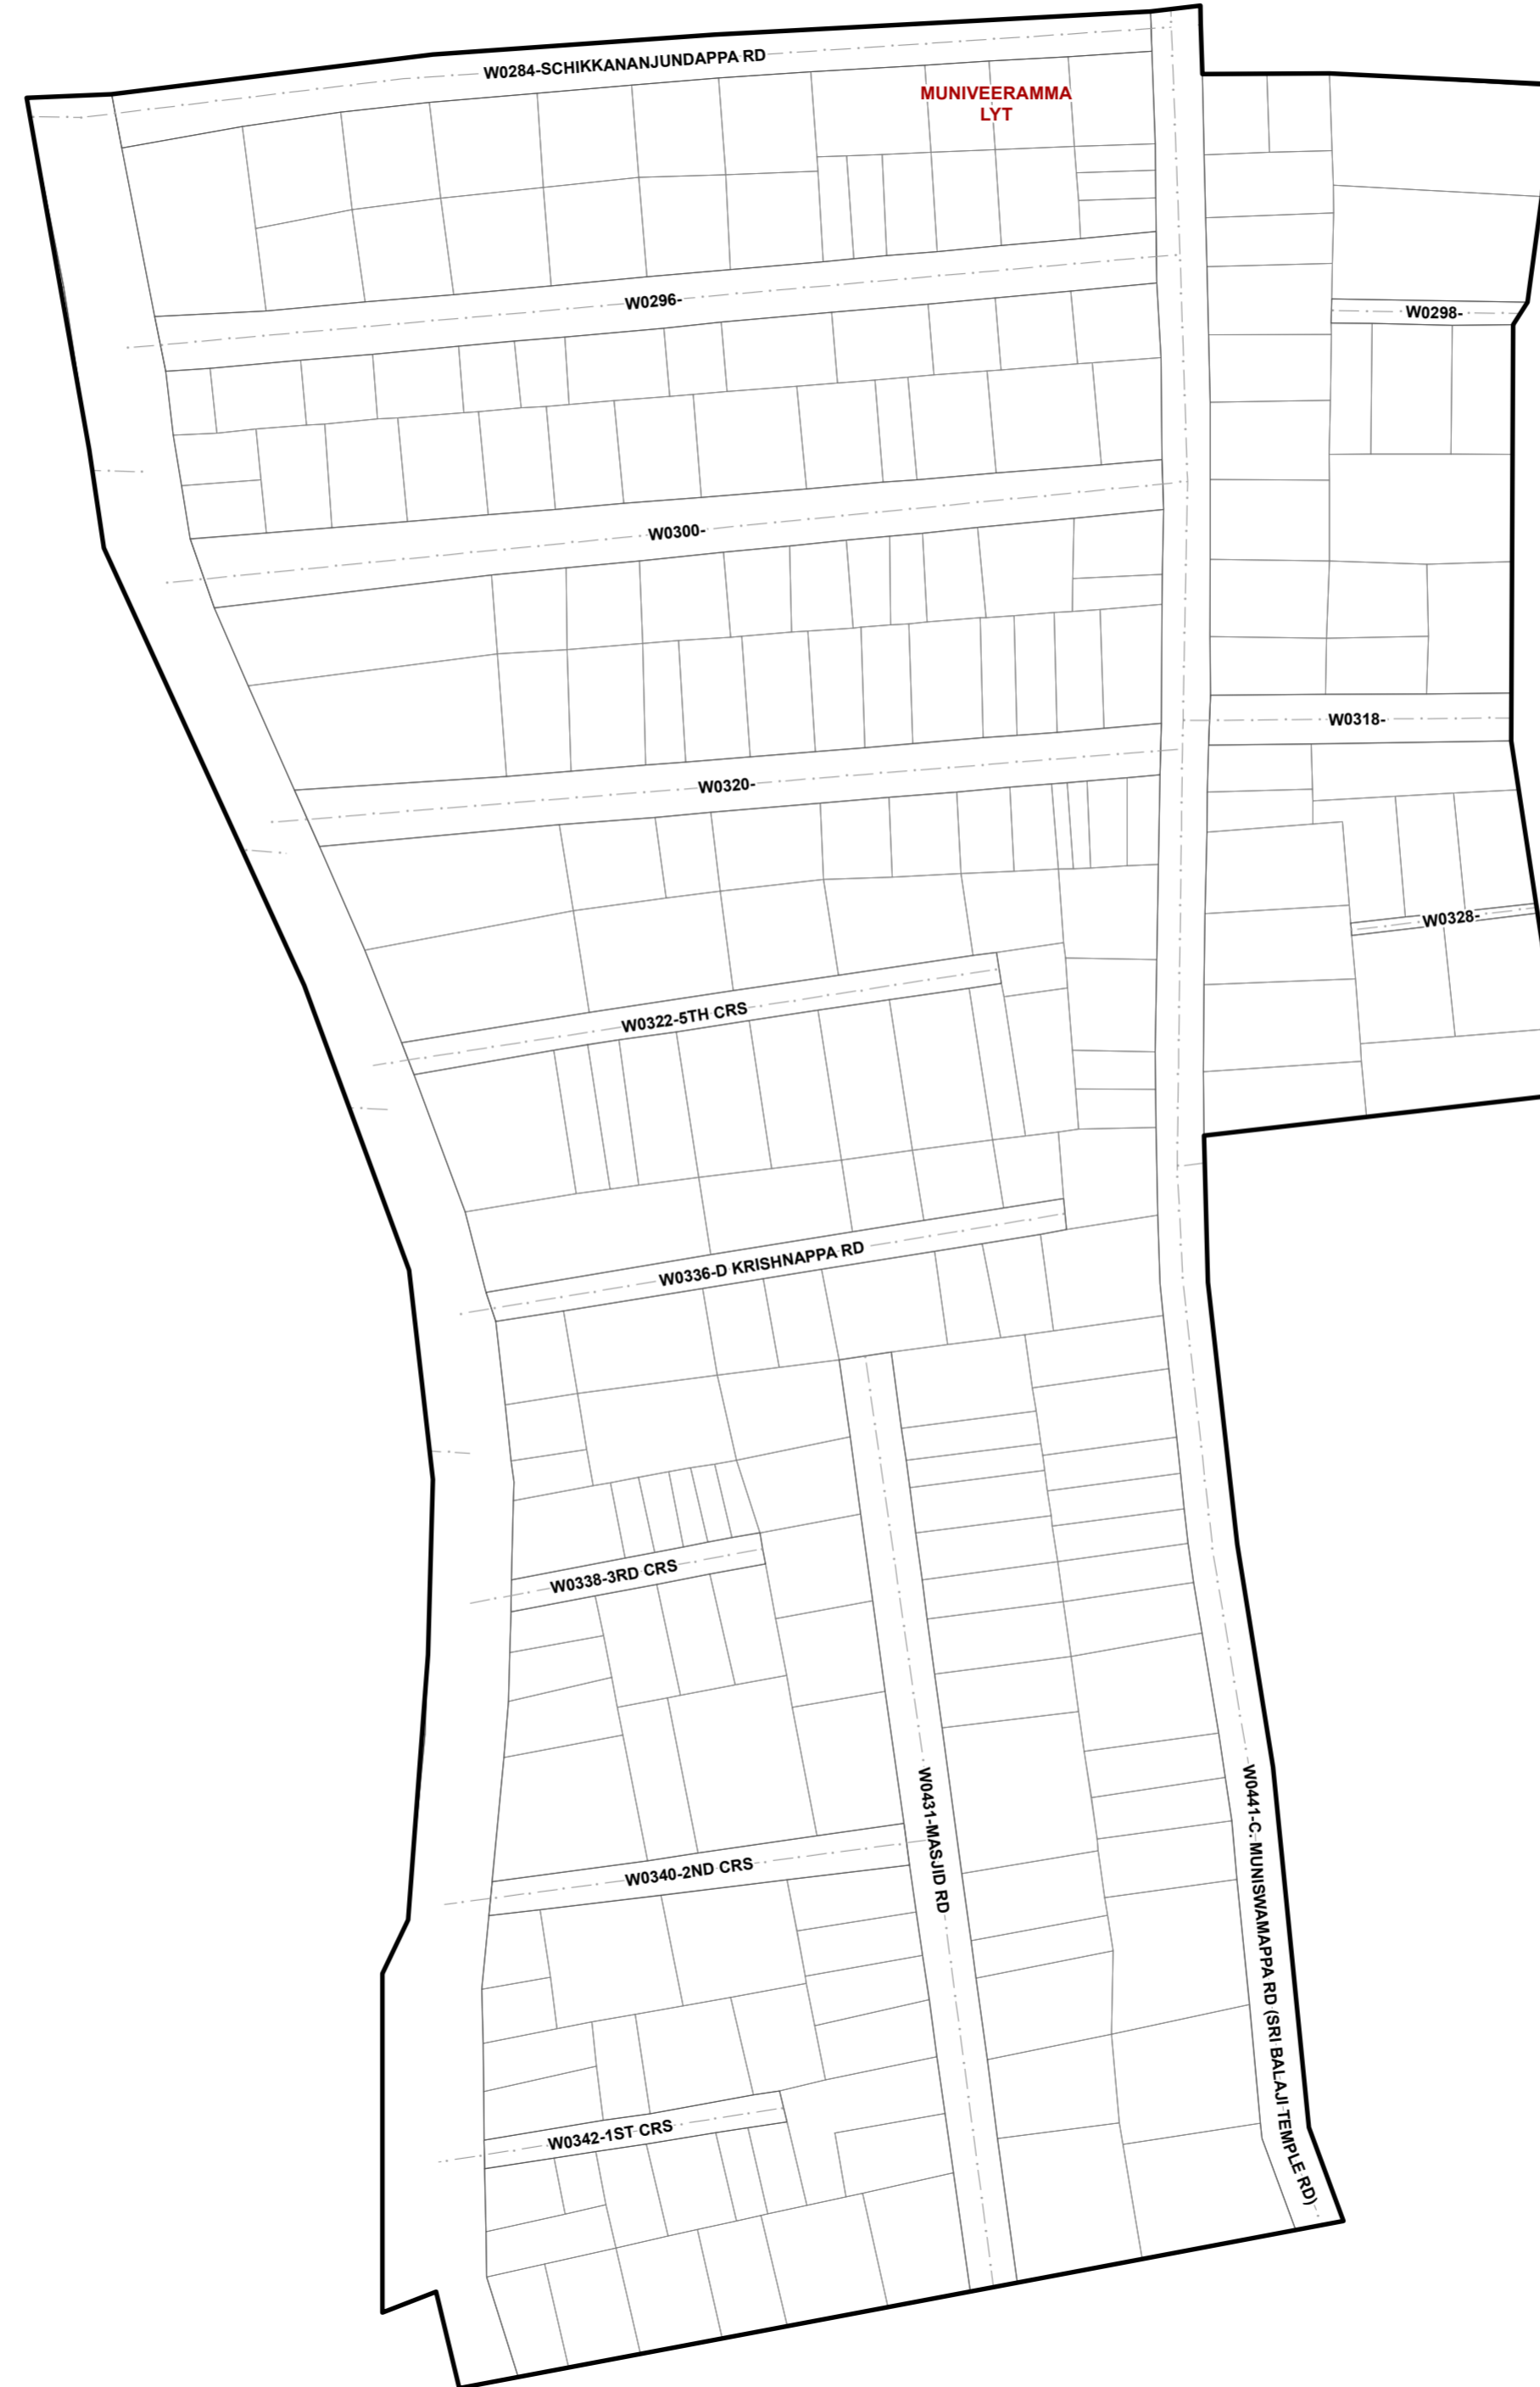 W0284-SCHIKKANANJUNDAPPA RD
MUNIVEERAMMA
LYT
W0296-
W0298-
W0300-
W0318-
W0320-
W0328-
W0322-5TH CRS
W0336-D KRISHNAPPA RD
W0338-3RD CRS
W0431-MASJID RD
W0441-C. MUNISWAMAPPA RD (SRI BALAJI TEMPLE RD)
W0340-2ND CRS
W0342-1ST CRS